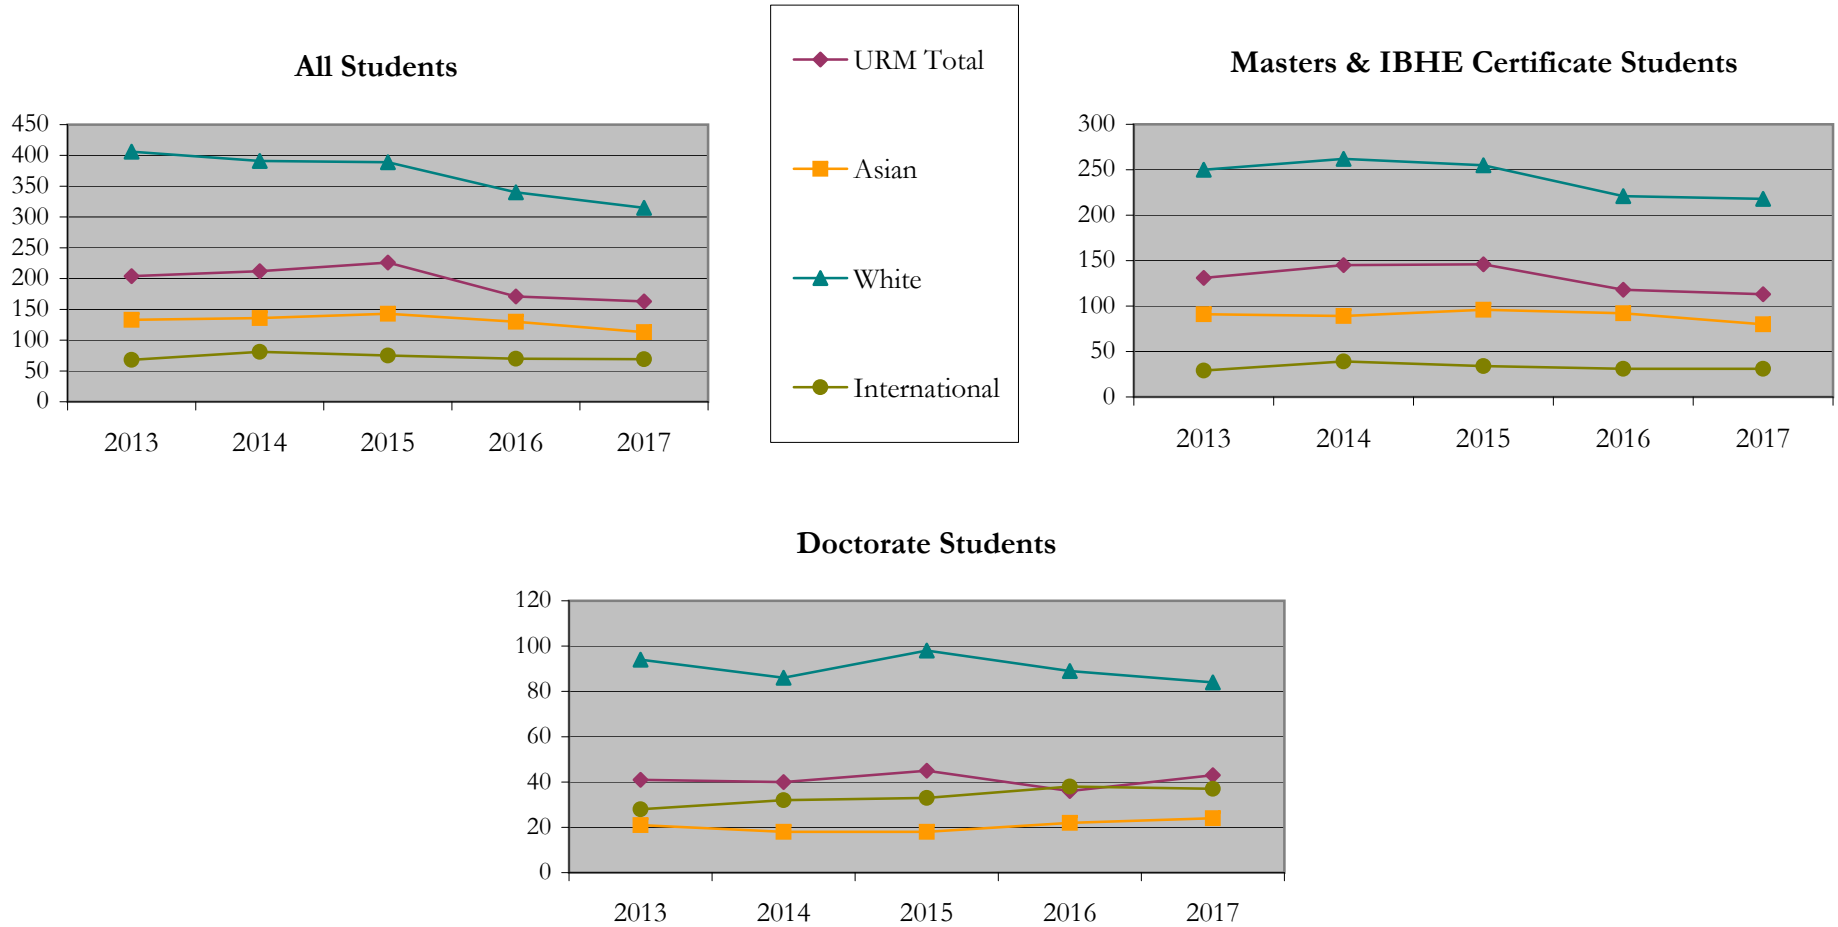 All Students
450
400
350
300
250
200
150
100
50
0
2013 2014 2015 2016 2017
URM Total
Asian
White
International
Masters & IBHE Certificate Students
300
250
200
150
100
50
0
2013 2014 2015 2016 2017
Doctorate Students
120
100
80
60
40
20
0
2013 2014 2015 2016 2017